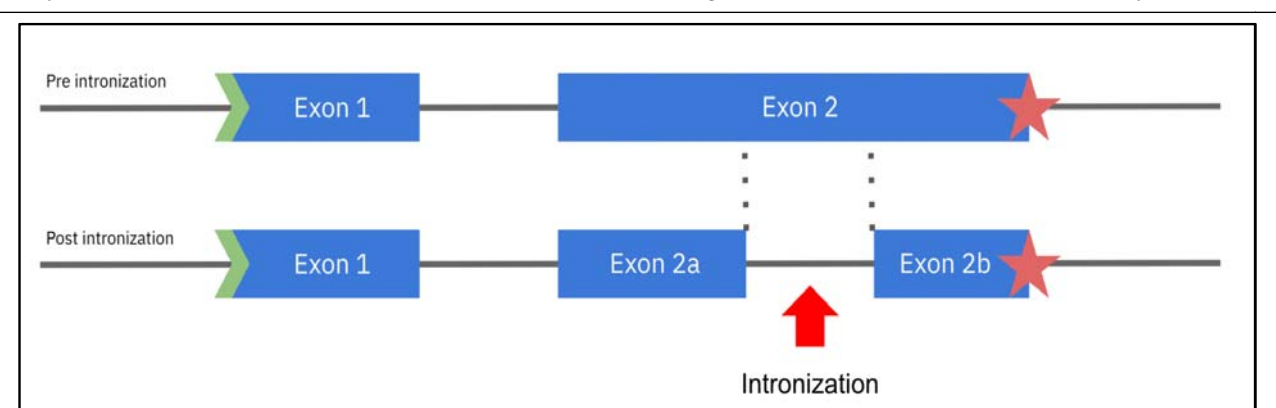 Pre intronization
Exon 1
Exon 2
Post intronization
Exon 1
Exon 2a
Exon 2b
Intronization